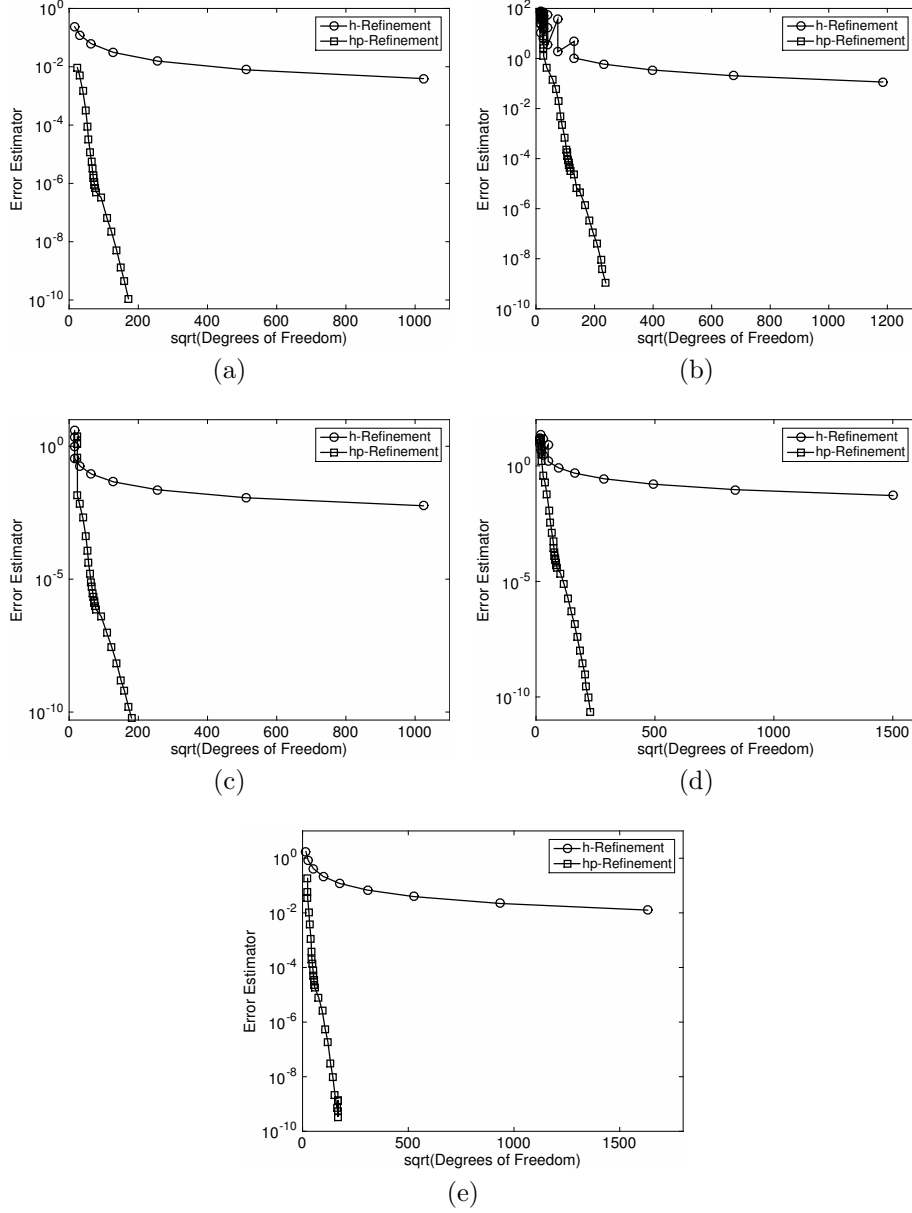 10^0
10^-2
10^-4
10^-6
10^-8
10^-10
Error Estimator
0 200 400 600 800 1000
sqrt(Degrees of Freedom)
h-Refinement
hp-Refinement
(a)
10^2
10^0
10^-2
10^-4
10^-6
10^-8
10^-10
Error Estimator
0 200 400 600 800 1000 1200
sqrt(Degrees of Freedom)
h-Refinement
hp-Refinement
(b)
10^0
10^-5
10^-10
Error Estimator
0 200 400 600 800 1000
sqrt(Degrees of Freedom)
h-Refinement
hp-Refinement
(c)
10^0
10^-5
10^-10
Error Estimator
0 500 1000 1500
sqrt(Degrees of Freedom)
h-Refinement
hp-Refinement
(d)
10^0
10^-2
10^-4
10^-6
10^-8
10^-10
Error Estimator
0 500 1000 1500
sqrt(Degrees of Freedom)
h-Refinement
hp-Refinement
(e)